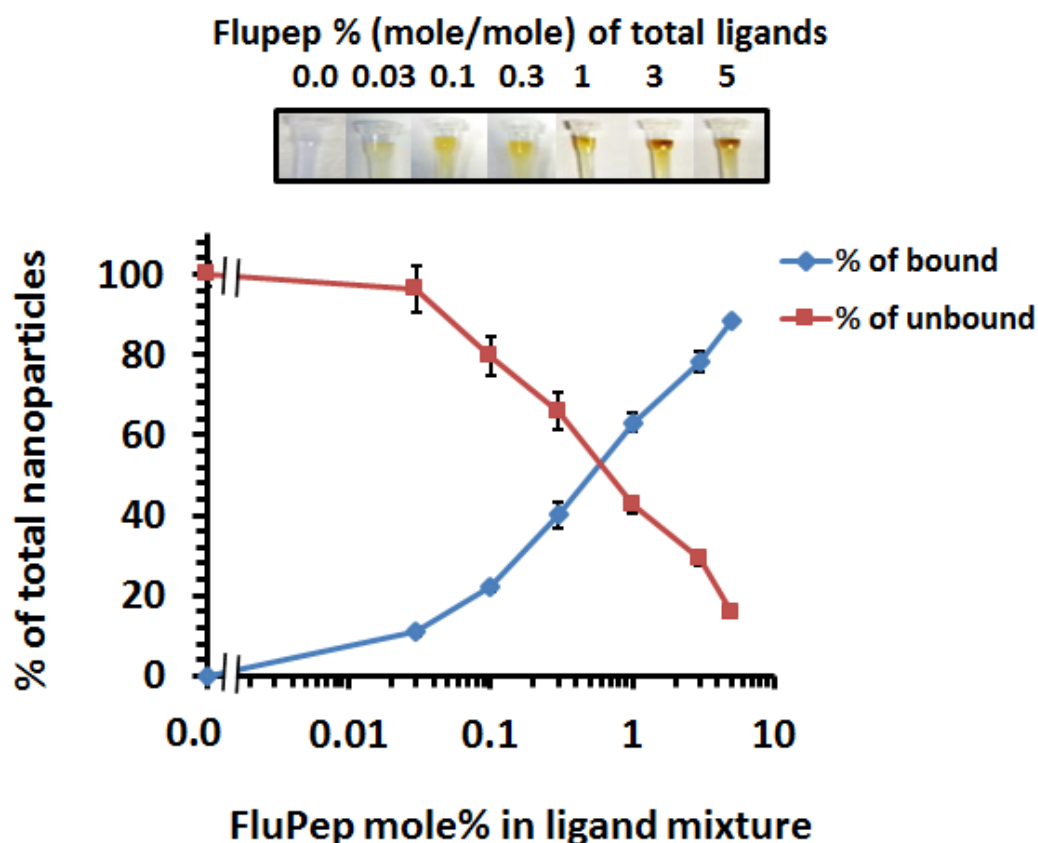 Flupep % (mole/mole) of total ligands
0.0 0.03 0.1 0.3 1 3 5
% of total nanoparticles
100
80
60
40
20
0
% of bound
% of unbound
0.0 0.01 0.1 1 10
FluPep mole% in ligand mixture